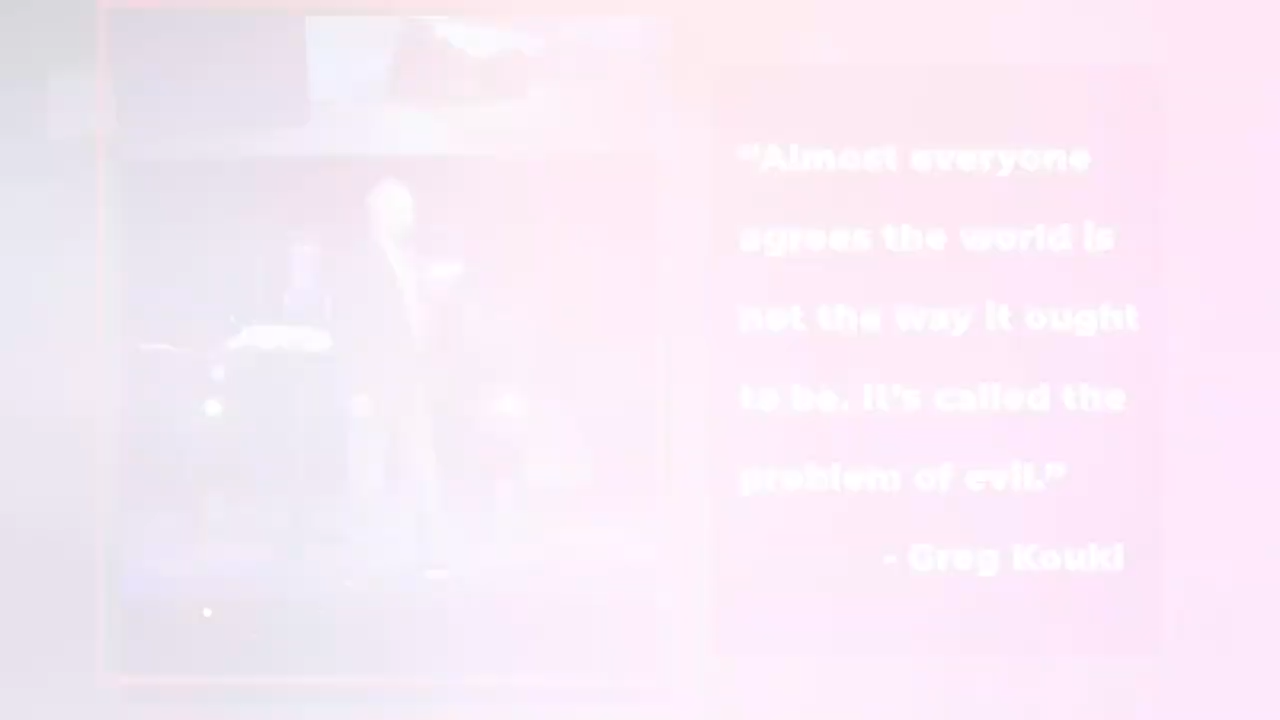 "Almost everyone
agrees the world is
not the way it ought
to be. It's called the
problem of evil."
- Greg Koukl